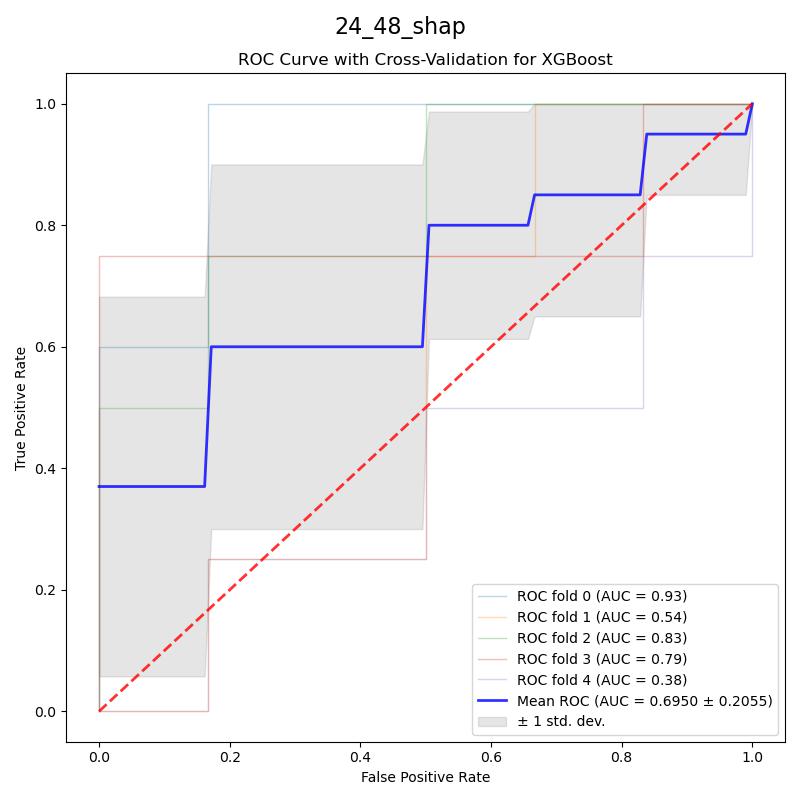 24_48_shap
ROC Curve with Cross-Validation for XGBoost
1.0
0.8
0.6
0.4
0.2
0.0
True Positive Rate
0.0 0.2 0.4 0.6 0.8 1.0
False Positive Rate
ROC fold 0 (AUC = 0.93)
ROC fold 1 (AUC = 0.54)
ROC fold 2 (AUC = 0.83)
ROC fold 3 (AUC = 0.79)
ROC fold 4 (AUC = 0.38)
Mean ROC (AUC = 0.6950 ± 0.2055)
± 1 std. dev.